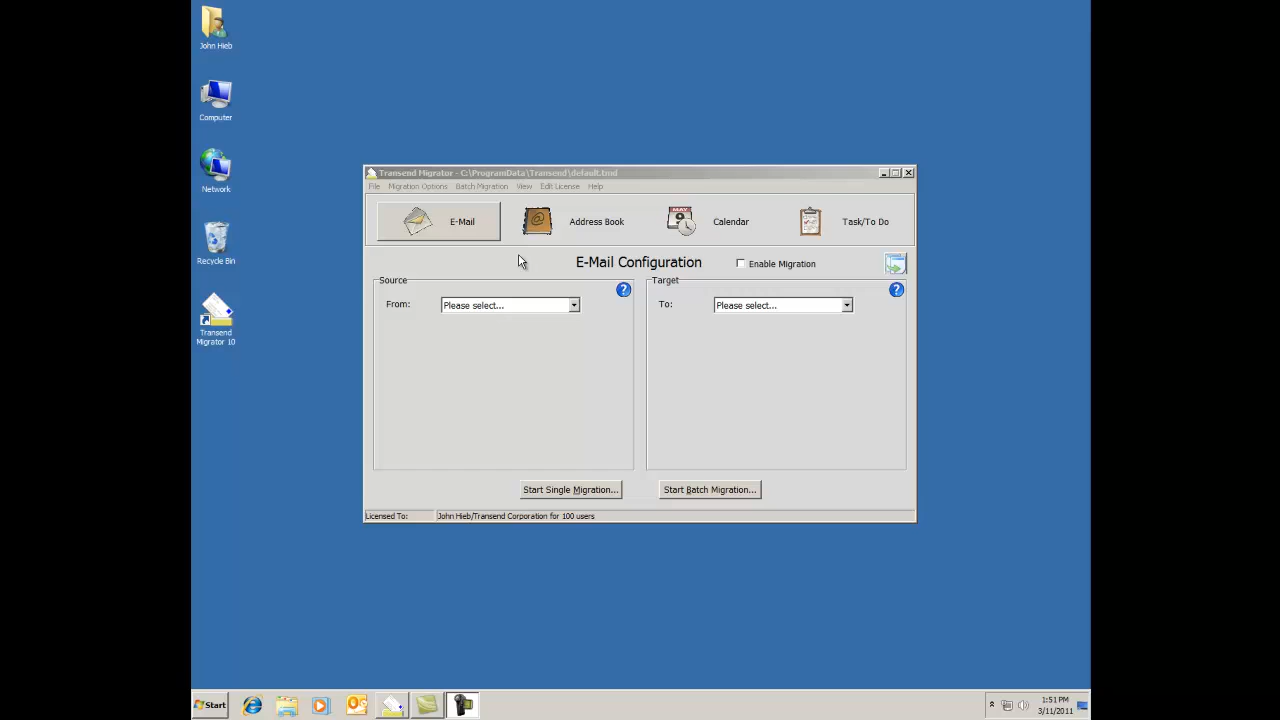 John Hieb
Computer
Network
Recycle Bin
Transend
Migrator 10
Transend Migrator - C:\ProgramData\Transend\default.tmd
File Migration Options Batch Migration View Edit License Help
E-Mail Address Book Calendar Task/To Do
MAY
E-Mail Configuration Enable Migration
Source Target
From: Please select... To: Please select...
Start Single Migration... Start Batch Migration...
Licensed To: John Hieb/Transend Corporation for 100 users
Start
1:51 PM
3/11/2011